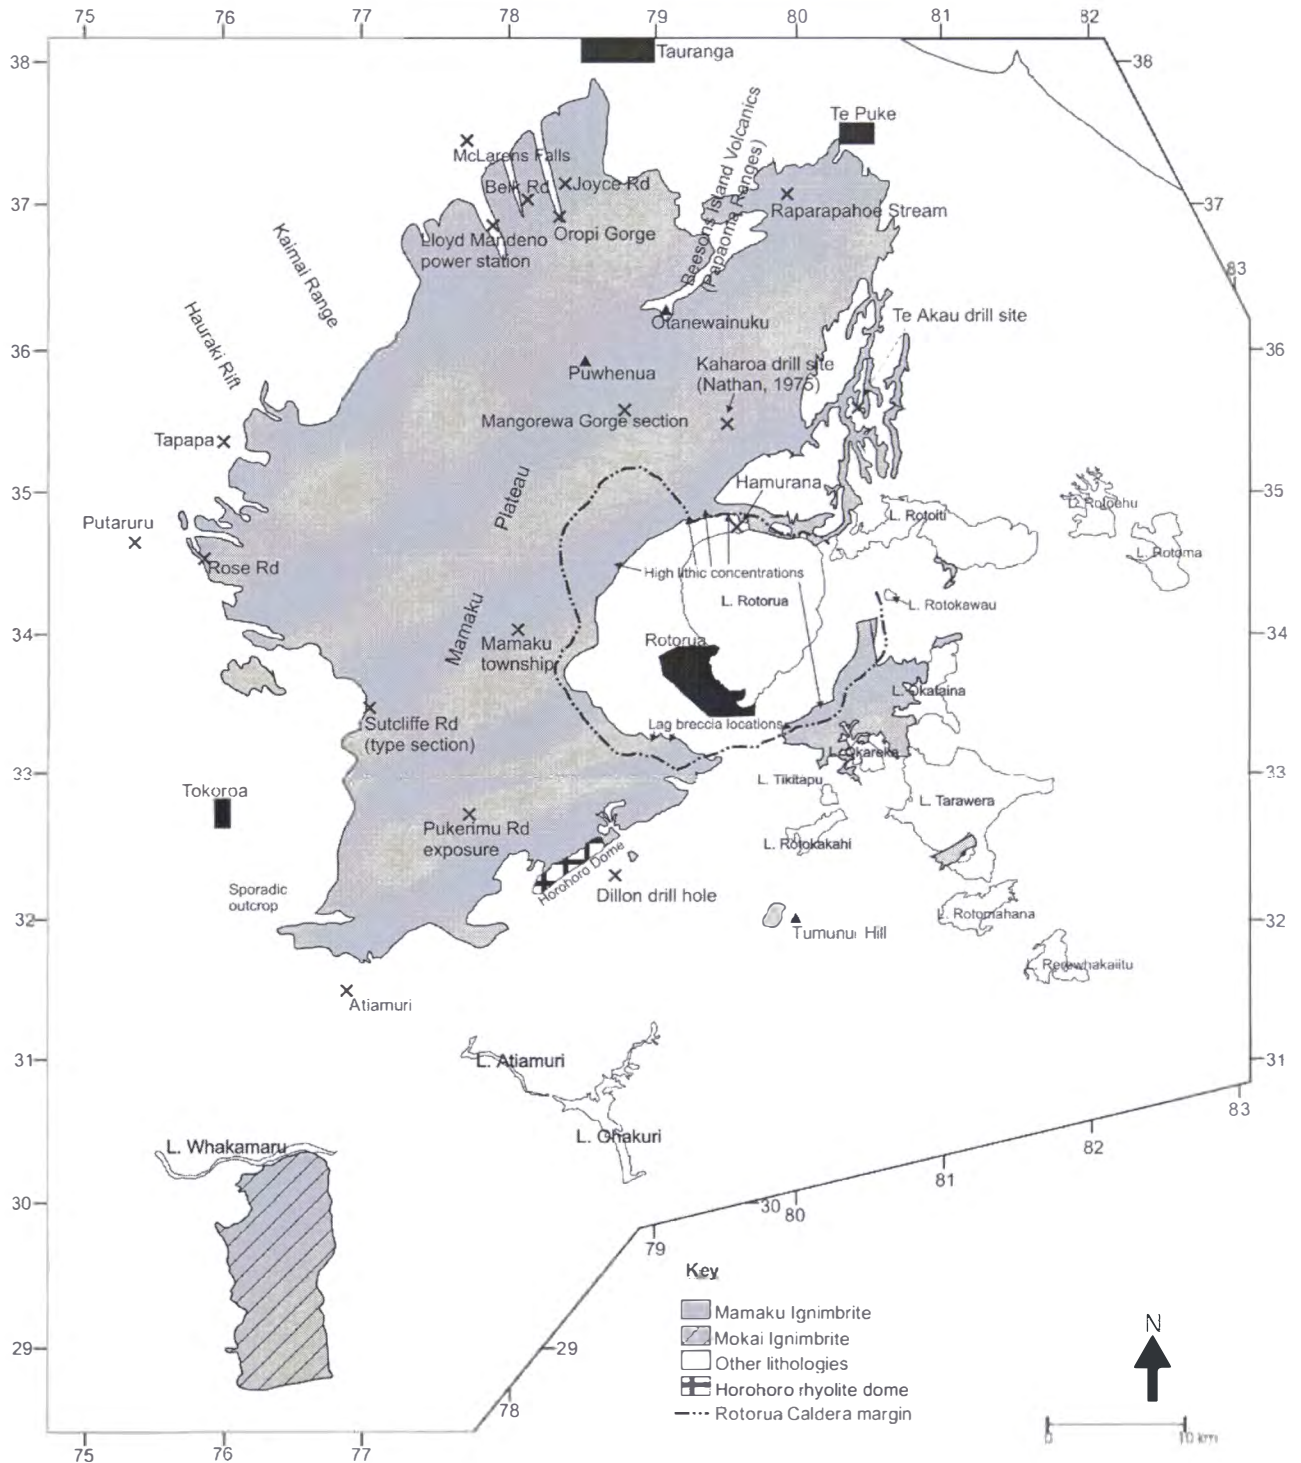 75 76 77 78 79 80 81 82
38
Tauranga
38
Te Puke
McLarens Falls
Belk Rd
Joyce Rd
37
Raparapahoe Stream
37
Lloyd Mandeno
power station
Oropi Gorge
Beesons Island Volcanics
(Papaoma Ranges)
Kaimai Range
83
Hauraki Rift
Otanewainuku
Te Akau drill site
36
36
Puwhenua
Kaharoa drill site
(Nathan, 1975)
Mangorewa Gorge section
Tapapa
35
Hamurana
35
Plateau
L. Rotoiti
L. Rotoehu
Putaruru
L. Rotoma
Rose Rd
High lithic concentrations
L. Rotorua
L. Rotokawau
34
Mamaku
Mamaku
township
Rotorua
34
L. Okataina
Sutcliffe Rd
(type section)
Lag breccia locations
L. Okareka
33
L. Tikitapu
33
Tokoroa
L. Tarawera
Pukerimu Rd
exposure
L. Rotokakahi
Horohoro Dome
Sporadic
outcrop
Dillon drill hole
32
L. Rotomahana
32
Tumunui Hill
L. Rerewhakaiitu
Atiamuri
31
L. Atiamuri
31
83
L. Ohakuri
82
L. Whakamaru
81
30
30
80
79
Key
Mamaku Ignimbrite
N
Mokai Ignimbrite
29
29
Other lithologies
Horohoro rhyolite dome
78
Rotorua Caldera margin
0 10 km
75 76 77